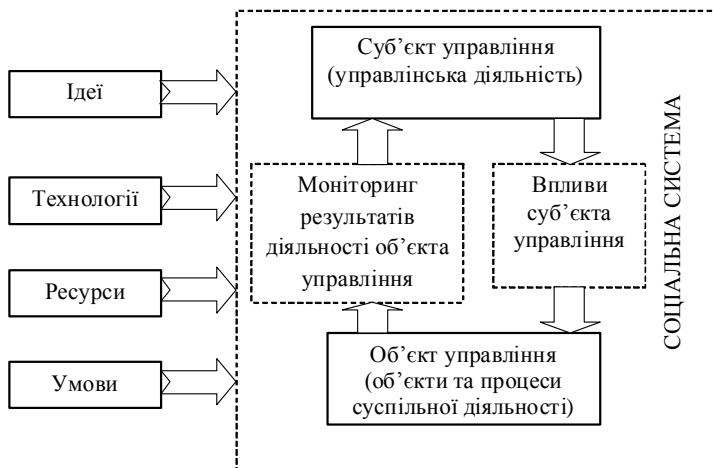 Суб’єкт управління
(управлінська діяльність)
Ідеї
Технології
Ресурси
Умови
Моніторинг
результатів
діяльності об’єкта
управління
Впливи
суб’єкта
управління
Об’єкт управління
(об’єкти та процеси
суспільної діяльності)
СОЦІАЛЬНА СИСТЕМА